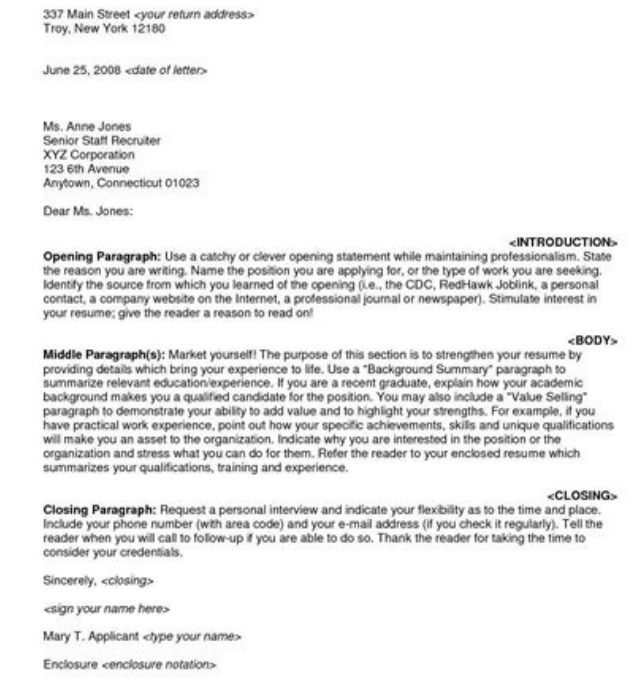 337 Main Street <your return address>
Troy, New York 12180
June 25, 2008 <date of letter>
Ms. Anne Jones
Senior Staff Recruiter
XYZ Corporation
123 6th Avenue
Anytown, Connecticut 01023
Dear Ms. Jones:
<INTRODUCTION>
Opening Paragraph: Use a catchy or clever opening statement while maintaining professionalism. State
the reason you are writing. Name the position you are applying for, or the type of work you are seeking.
Identify the source from which you learned of the opening (i.e., the CDC, RedHawk Joblink, a personal
contact, a company website on the Internet, a professional journal or newspaper). Stimulate interest in
your resume; give the reader a reason to read on!
<BODY>
Middle Paragraph(s): Market yourself! The purpose of this section is to strengthen your resume by
providing details which bring your experience to life. Use a "Background Summary" paragraph to
summarize relevant education/experience. If you are a recent graduate, explain how your academic
background makes you a qualified candidate for the position. You may also include a "Value Selling"
paragraph to demonstrate your ability to add value and to highlight your strengths. For example, if you
have practical work experience, point out how your specific achievements, skills and unique qualifications
will make you an asset to the organization. Indicate why you are interested in the position or the
organization and stress what you can do for them. Refer the reader to your enclosed resume which
summarizes your qualifications, training and experience.
<CLOSING>
Closing Paragraph: Request a personal interview and indicate your flexibility as to the time and place.
Include your phone number (with area code) and your e-mail address (if you check it regularly). Tell the
reader when you will call to follow-up if you are able to do so. Thank the reader for taking the time to
consider your credentials.
Sincerely, <closing>
<sign your name here>
Mary T. Applicant <type your name>
Enclosure <enclosure notation>